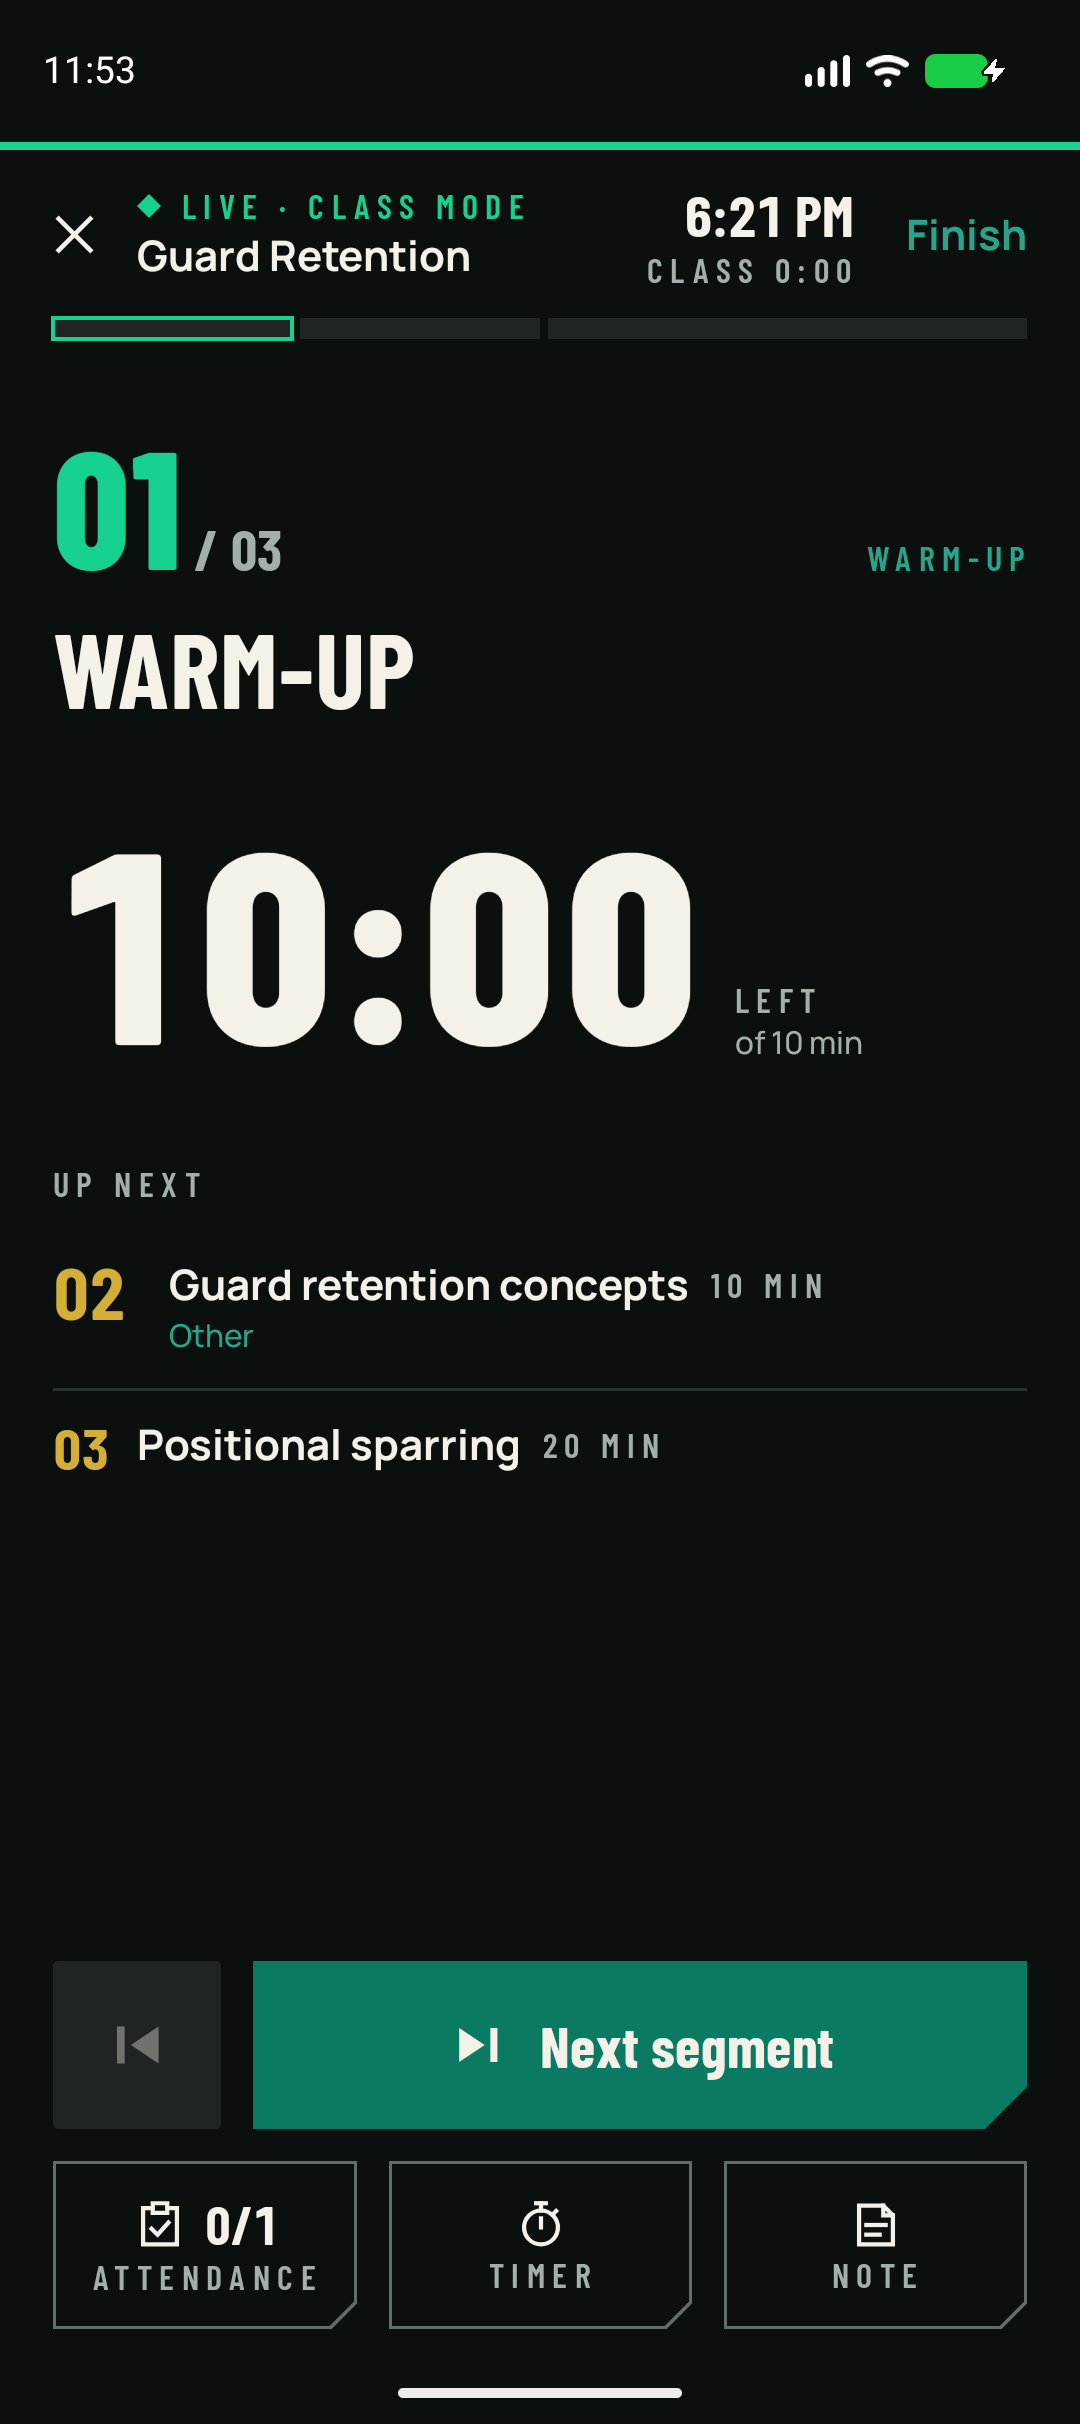 11:53
LIVE · CLASS MODE
Guard Retention
6:21 PM
CLASS 0:00
Finish
01 / 03
WARM-UP
WARM-UP
10:00
LEFT
of 10 min
UP NEXT
02 Guard retention concepts 10 MIN
Other
03 Positional sparring 20 MIN
Next segment
0/1
ATTENDANCE
TIMER
NOTE